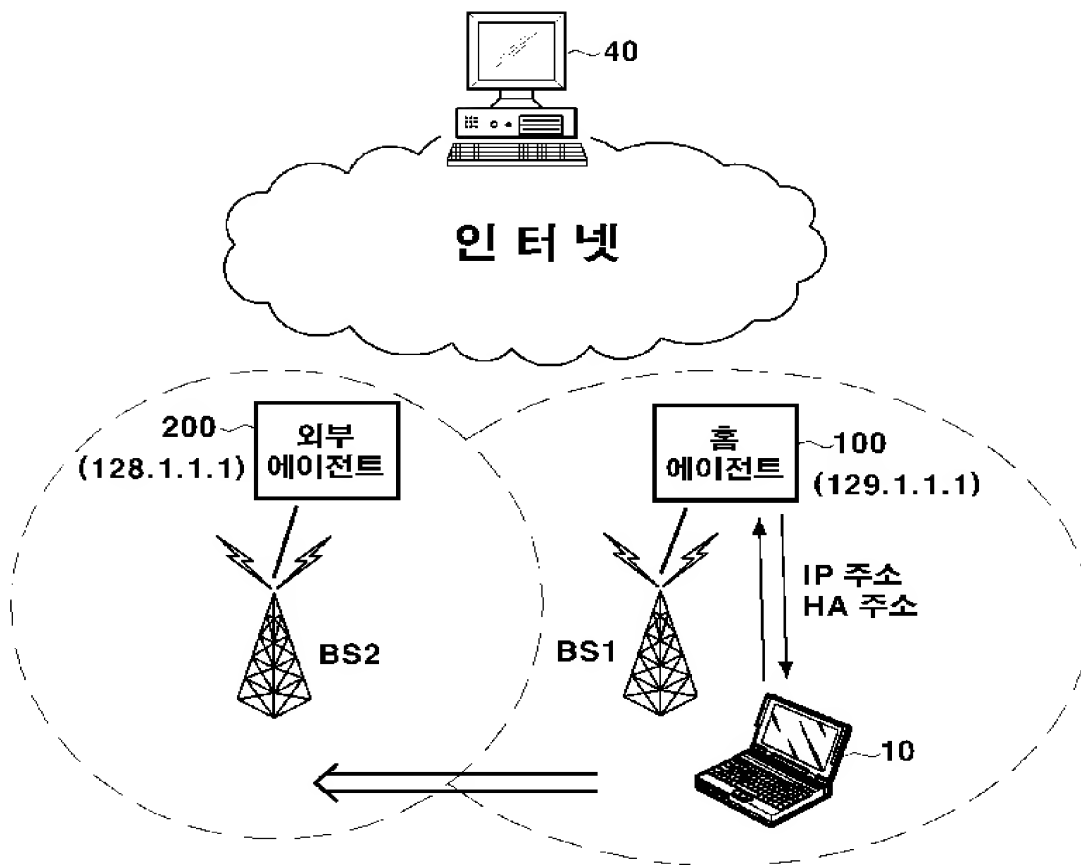 40
인 터 넷
200
(128.1.1.1)
외부
에이전트
홈
에이전트
100
(129.1.1.1)
IP 주소
HA 주소
BS2
BS1
10